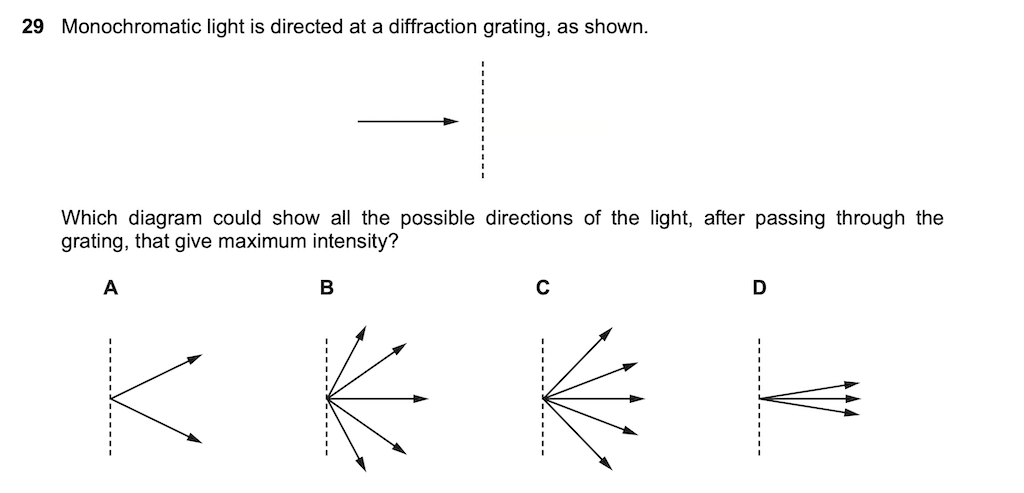 29 Monochromatic light is directed at a diffraction grating, as shown.
Which diagram could show all the possible directions of the light, after passing through the
grating, that give maximum intensity?
A B C D